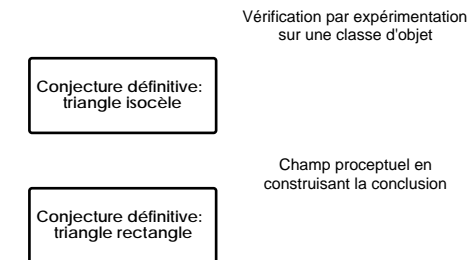 Vérification par expérimentation
sur une classe d'objet
Conjecture définitive:
triangle isocèle
Champ proceptuel en
construisant la conclusion
Conjecture définitive:
triangle rectangle